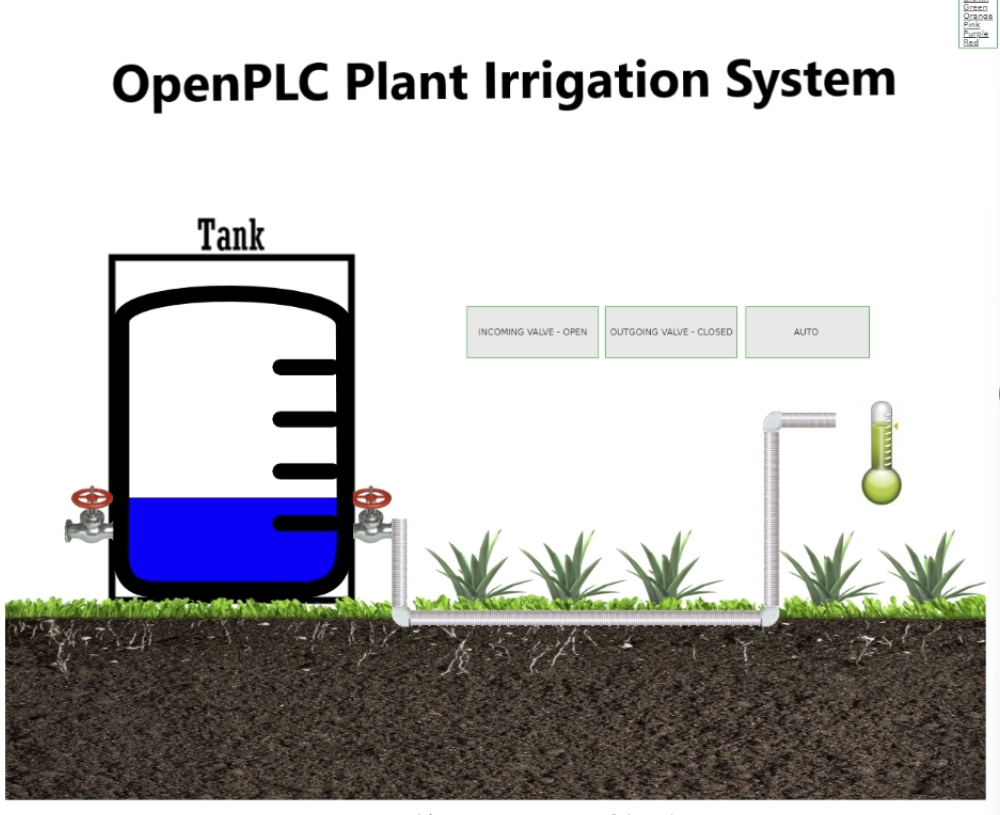 Green
Orange
Pink
Purple
Red
OpenPLC Plant Irrigation System
Tank
INCOMING VALVE - OPEN
OUTGOING VALVE - CLOSED
AUTO